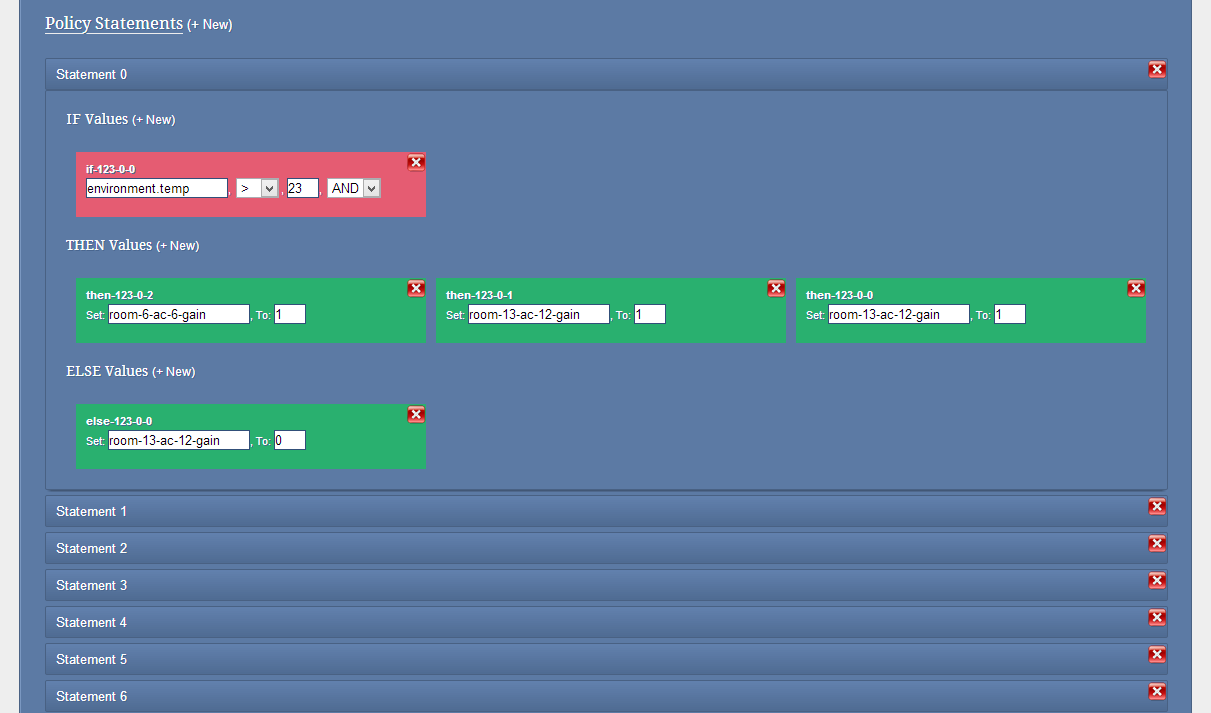 Policy Statements (+ New)
Statement 0
IF Values (+ New)
if-123-0-0
environment.temp, >, 23, AND
THEN Values (+ New)
then-123-0-2 then-123-0-1 then-123-0-0
Set: room-6-ac-6-gain, To: 1 Set: room-13-ac-12-gain, To: 1 Set: room-13-ac-12-gain, To: 1
ELSE Values (+ New)
else-123-0-0
Set: room-13-ac-12-gain, To: 0
Statement 1
Statement 2
Statement 3
Statement 4
Statement 5
Statement 6